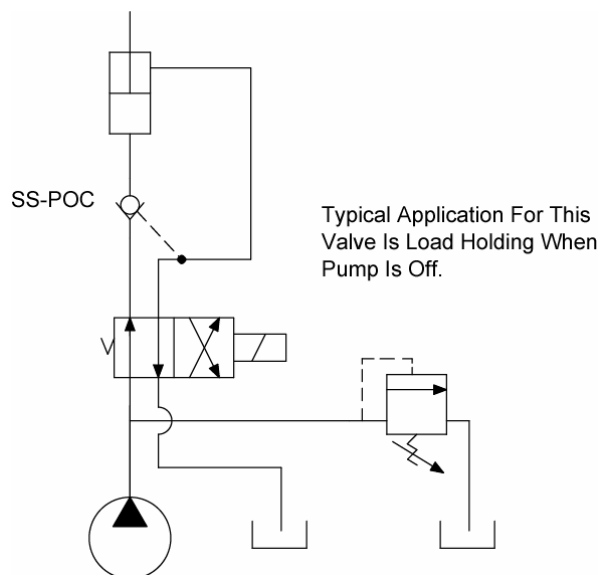 SS-POC
Typical Application For This
Valve Is Load Holding When
Pump Is Off.